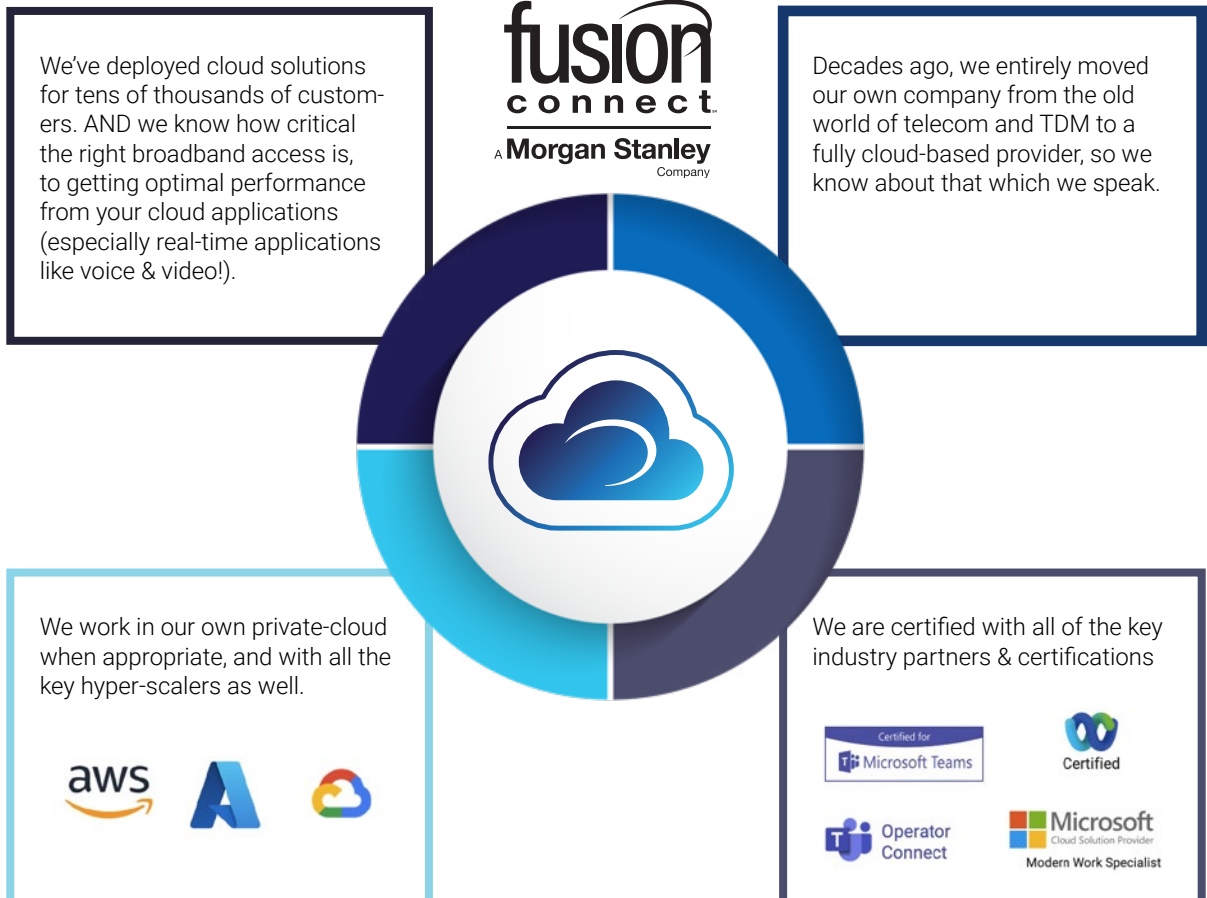 fusion
connect
A Morgan Stanley
Company
We've deployed cloud solutions
for tens of thousands of custom-
ers. AND we know how critical
the right broadband access is,
to getting optimal performance
from your cloud applications
(especially real-time applications
like voice & video!).
Decades ago, we entirely moved
our own company from the old
world of telecom and TDM to a
fully cloud-based provider, so we
know about that which we speak.
We work in our own private-cloud
when appropriate, and with all the
key hyper-scalers as well.
aws
We are certified with all of the key
industry partners & certifications
Certified for
Microsoft Teams
Certified
T
Operator
Connect
Microsoft
Cloud Solution Provider
Modern Work Specialist